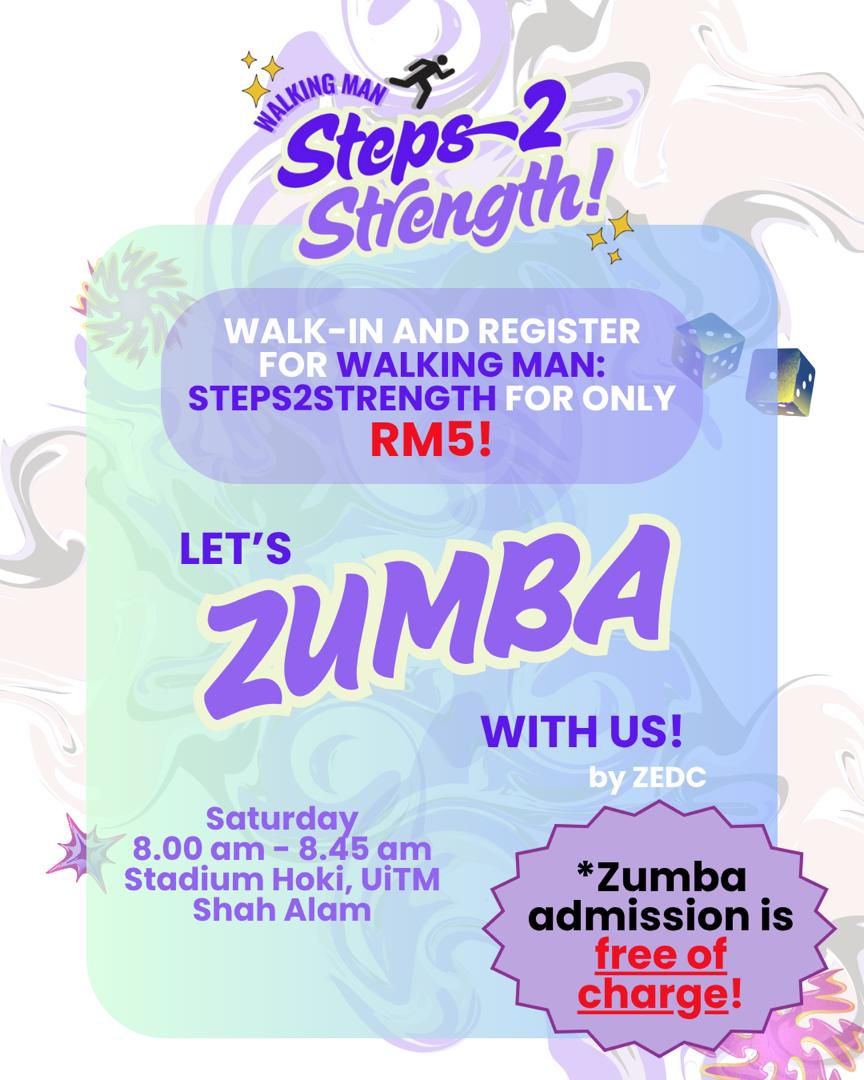 WALKING MAN
Steps-2
Strength!
WALK-IN AND REGISTER
FOR WALKING MAN:
STEPS2STRENGTH FOR ONLY
RM5!
LET’S
ZUMBA
WITH US!
by ZEDC
Saturday
8.00 am - 8.45 am
Stadium Hoki, UiTM
Shah Alam
*Zumba
admission is
free of
charge!